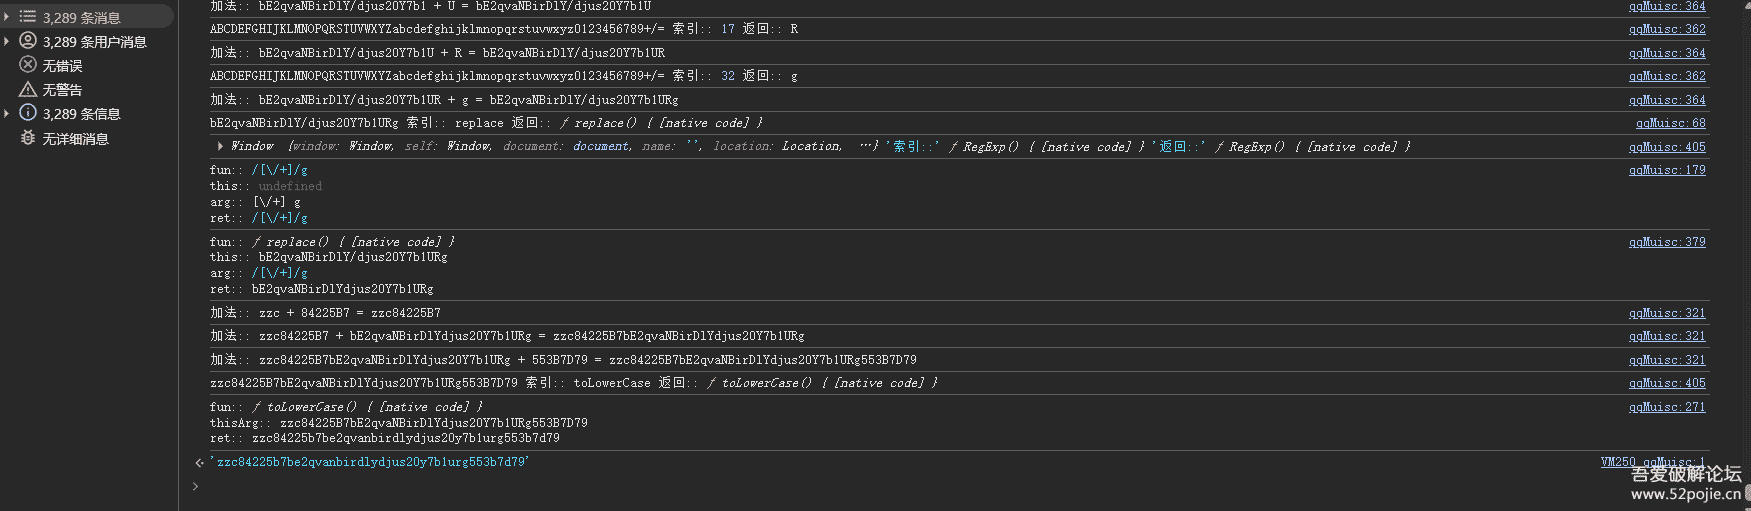 3,289 条消息
3,289 条用户消息
无错误
无警告
3,289 条信息
无详细消息
加法:: bE2qvaNBirDlY/djus20Y7b1 + U = bE2qvaNBirDlY/djus20Y7b1U qqMuisc:364
ABCDEFGHIJKLMNOPQRSTUVWXYZabcdefghijklmnopqrstuvwxyz0123456789+/= 索引:: 17 返回:: R qqMuisc:362
加法:: bE2qvaNBirDlY/djus20Y7b1U + R = bE2qvaNBirDlY/djus20Y7b1UR qqMuisc:364
ABCDEFGHIJKLMNOPQRSTUVWXYZabcdefghijklmnopqrstuvwxyz0123456789+/= 索引:: 32 返回:: g qqMuisc:362
加法:: bE2qvaNBirDlY/djus20Y7b1UR + g = bE2qvaNBirDlY/djus20Y7b1URg qqMuisc:364
bE2qvaNBirDlY/djus20Y7b1URg 索引:: replace 返回:: ƒ replace() { [native code] } qqMuisc:68
Window {window: Window, self: Window, document: document, name: '', location: Location, …} '索引::' ƒ RegExp() { [native code] } '返回::' ƒ RegExp() { [native code] } qqMuisc:405
fun:: /[\/+]/g qqMuisc:179
this:: undefined
arg:: [\/+] g
ret:: /[\/+]/g
fun:: ƒ replace() { [native code] } qqMuisc:379
this:: bE2qvaNBirDlY/djus20Y7b1URg
arg:: /[\/+]/g
ret:: bE2qvaNBirDlYdjus20Y7b1URg
加法:: zzc + 84225B7 = zzc84225B7 qqMuisc:321
加法:: zzc84225B7 + bE2qvaNBirDlYdjus20Y7b1URg = zzc84225B7bE2qvaNBirDlYdjus20Y7b1URg qqMuisc:321
加法:: zzc84225B7bE2qvaNBirDlYdjus20Y7b1URg + 553B7D79 = zzc84225B7bE2qvaNBirDlYdjus20Y7b1URg553B7D79 qqMuisc:321
zzc84225B7bE2qvaNBirDlYdjus20Y7b1URg553B7D79 索引:: toLowerCase 返回:: ƒ toLowerCase() { [native code] } qqMuisc:405
fun:: ƒ toLowerCase() { [native code] } qqMuisc:271
thisArg:: zzc84225B7bE2qvaNBirDlYdjus20Y7b1URg553B7D79
ret:: zzc84225b7be2qvanbirdlydjus20y7b1urg553b7d79
'zzc84225b7be2qvanbirdlydjus20y7b1urg553b7d79' VM250 qqMuisc:1
吾爱破解论坛
www.52pojie.cn